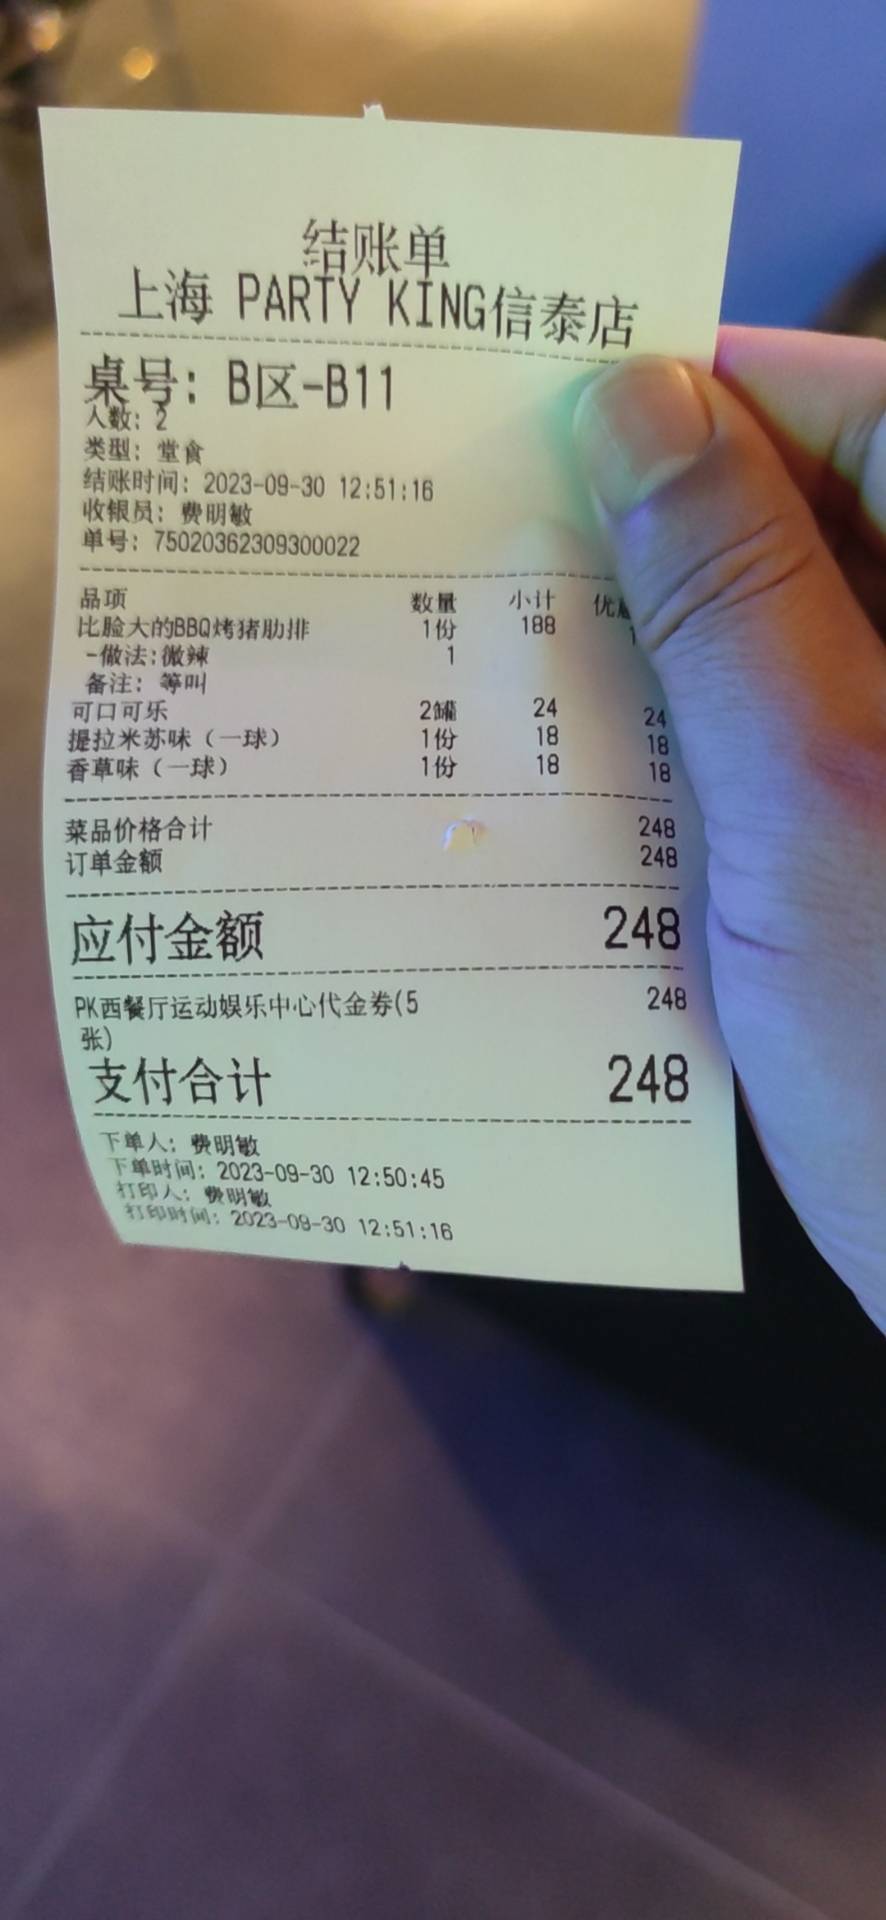 结账单
上海 PARTY KING信泰店
桌号: B区-B11
人数: 2
类型: 堂食
结账时间: 2023-09-30 12:51:16
收银员: 费明敏
单号: 75020362309300022
品项 数量 小计 优
比脸大的BBQ烤猪肋排 1份 188
-做法:微辣 1
备注: 等叫
可口可乐 2罐 24 24
提拉米苏味（一球） 1份 18 18
香草味（一球） 1份 18 18
菜品价格合计 248
订单金额 248
应付金额 248
PK西餐厅运动娱乐中心代金券(5 248
张)
支付合计 248
下单人: 费明敏
下单时间: 2023-09-30 12:50:45
打印人: 费明敏
打印时间: 2023-09-30 12:51:16